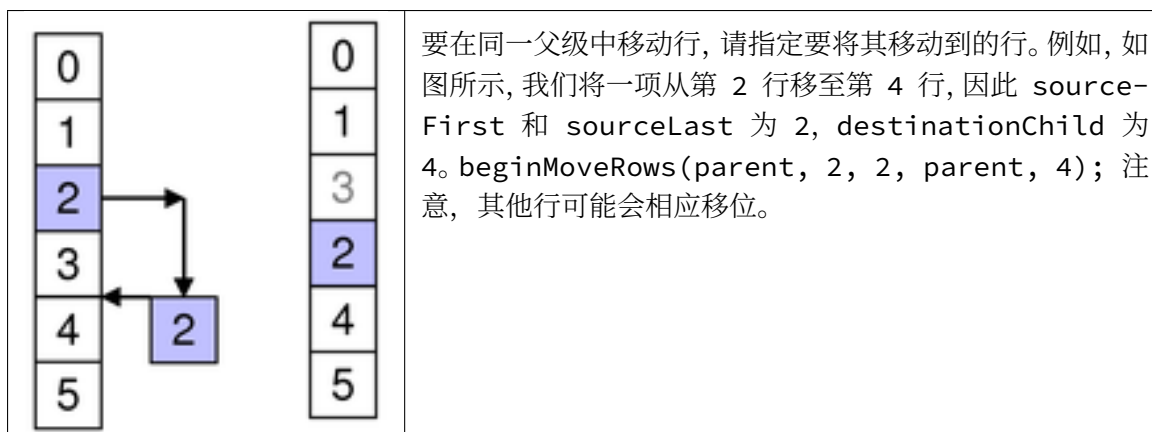 0
1
2
3
4
5
2
0
1
3
2
4
5
要在同一父级中移动行, 请指定要将其移动到的行。例如, 如
图所示, 我们将一项从第 2 行移至第 4 行, 因此 source-
First 和 sourceLast 为 2, destinationChild 为
4。beginMoveRows(parent, 2, 2, parent, 4); 注
意, 其他行可能会相应移位。